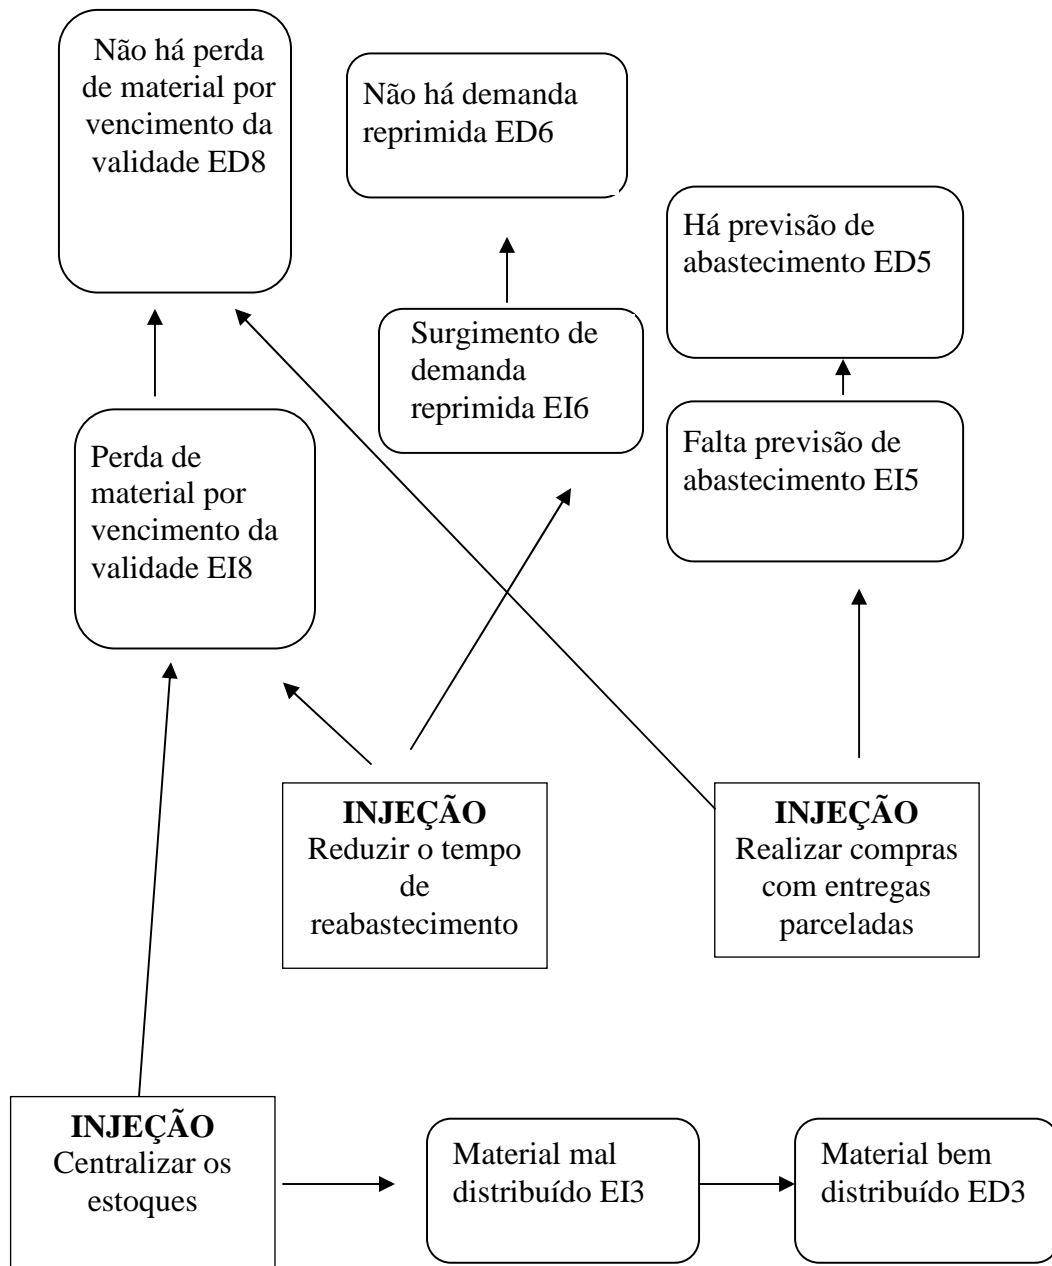 Não há perda
de material por
vencimento da
validade ED8
Não há demanda
reprimida ED6
Há previsão de
abastecimento ED5
Surgimento de
demanda
reprimida EI6
Perda de
material por
vencimento da
validade EI8
Falta previsão de
abastecimento EI5
INJEÇÃO
Reduzir o tempo
de
reabastecimento
INJEÇÃO
Realizar compras
com entregas
parceladas
INJEÇÃO
Centralizar os
estoques
Material mal
distribuído EI3
Material bem
distribuído ED3